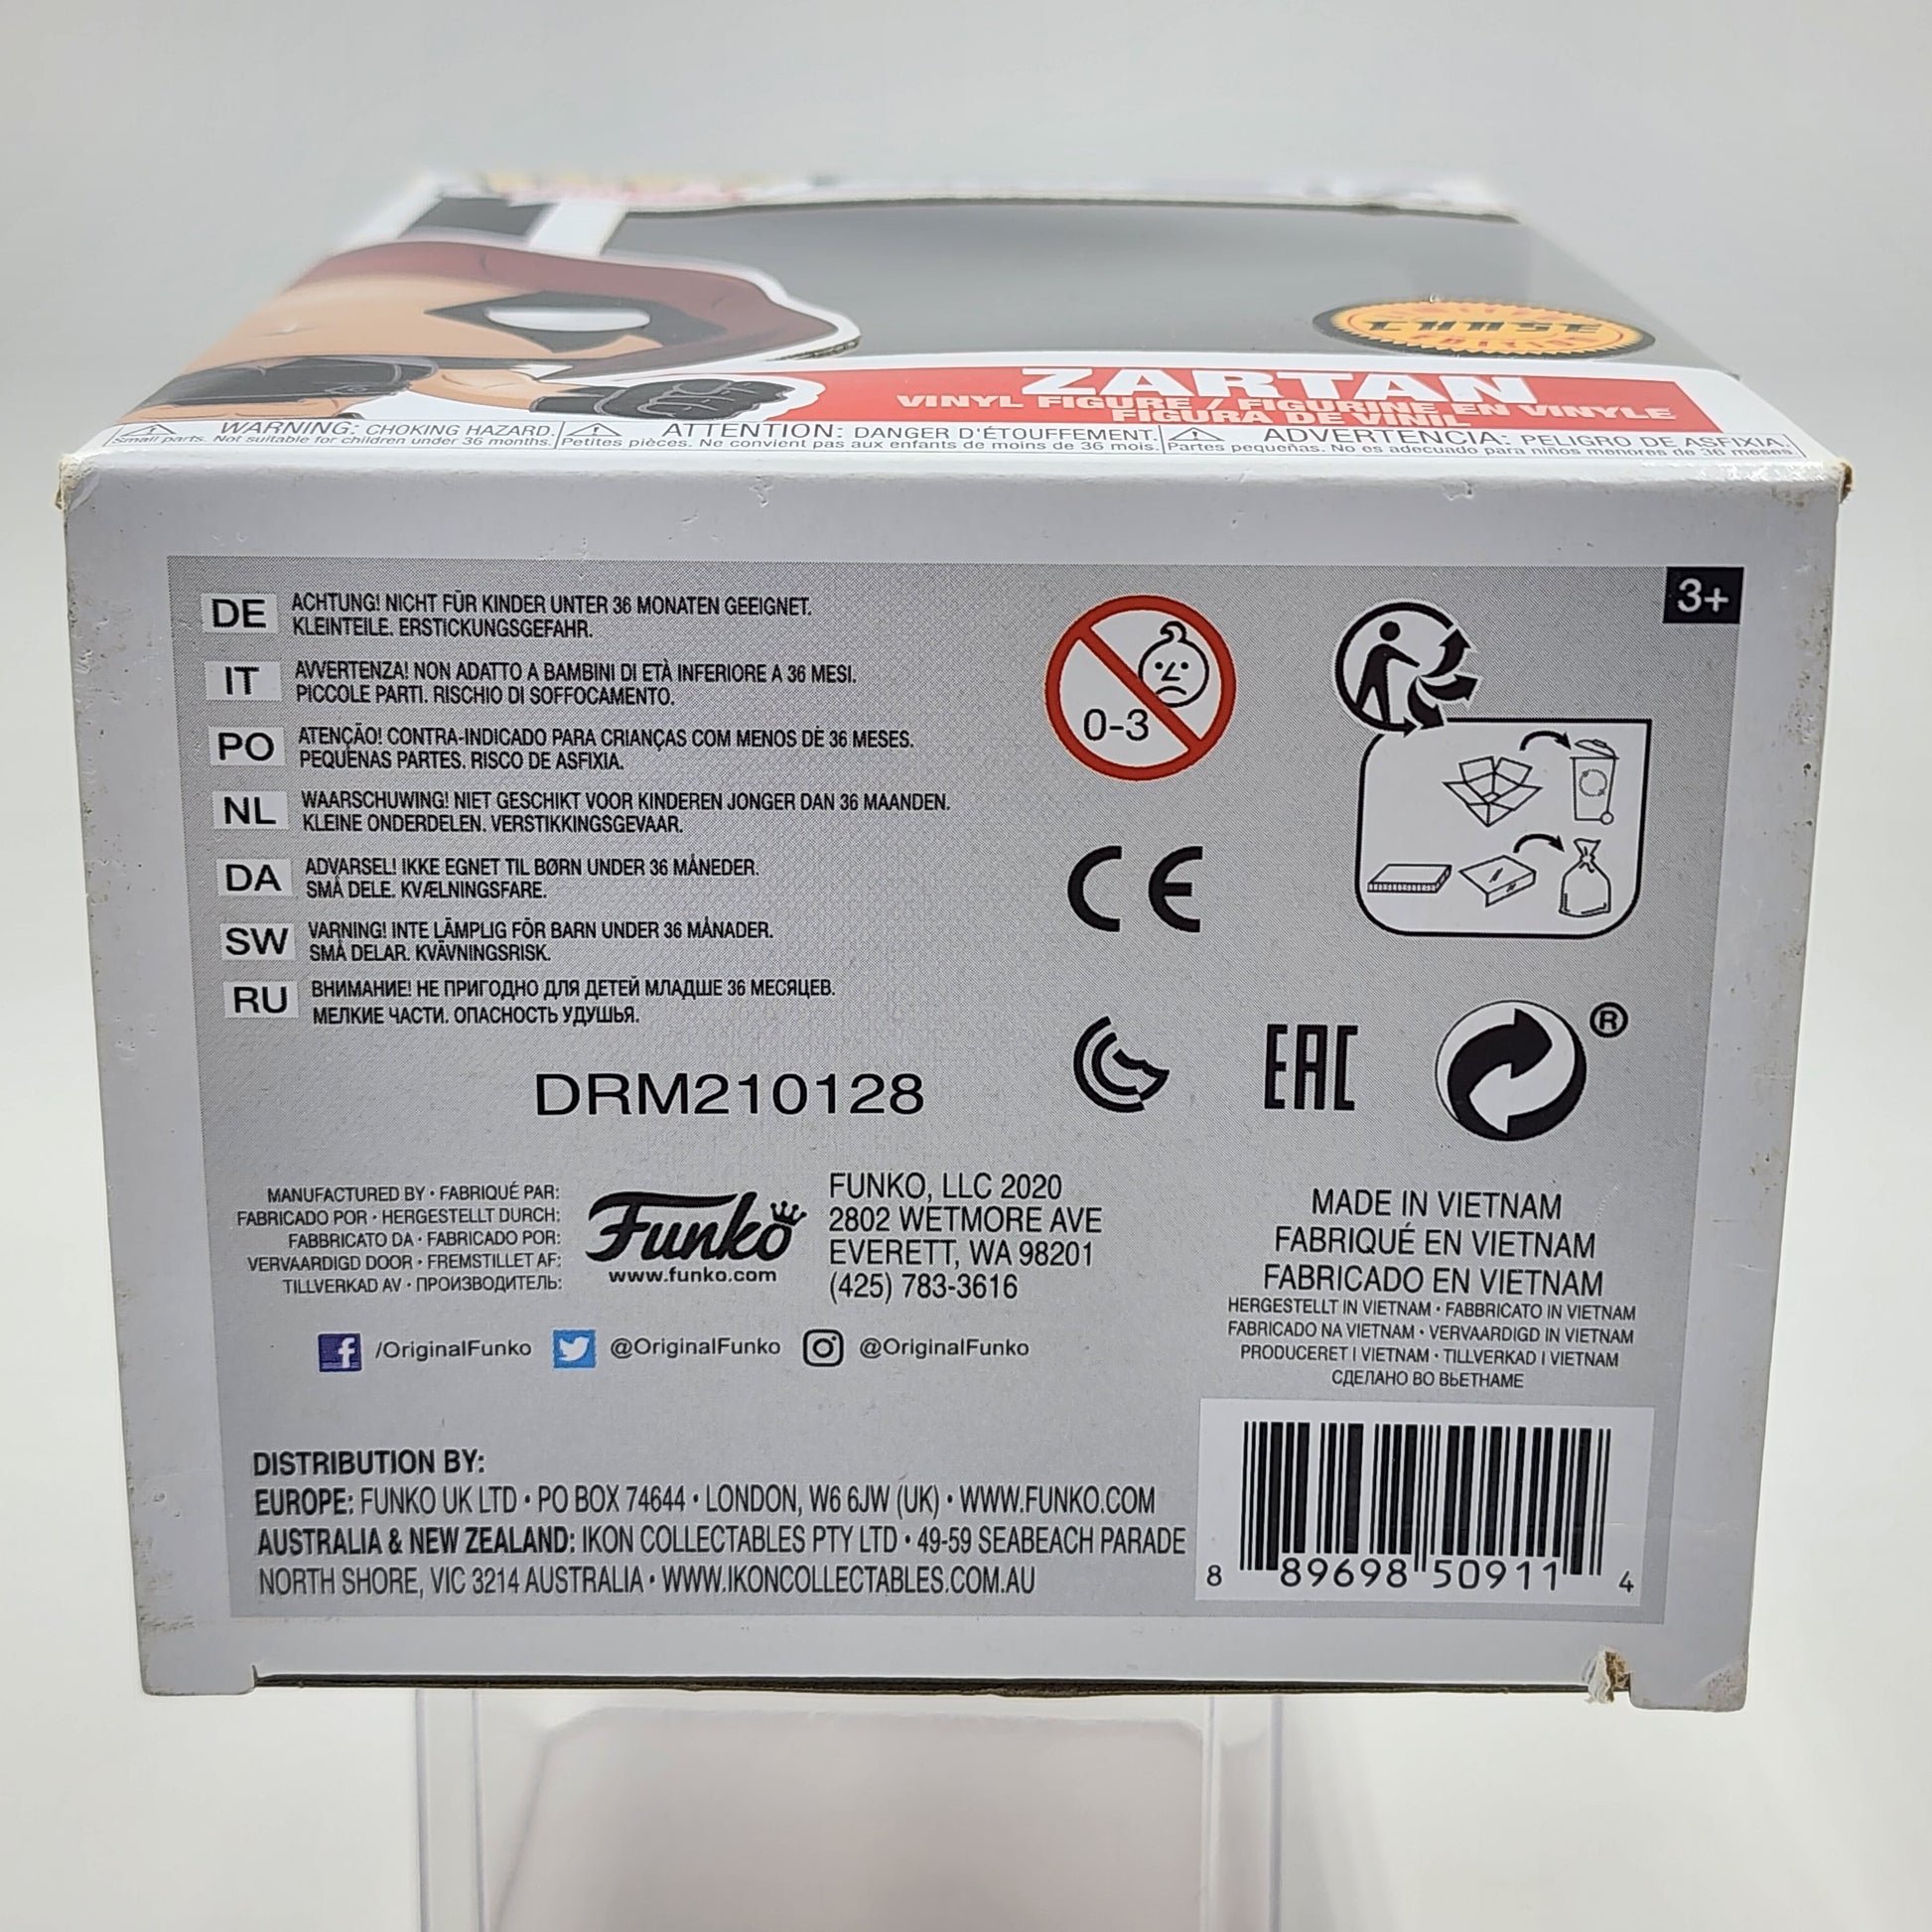 CHASE
ZARTAN
VINYL FIGURE / FIGURINE EN VINYLE
FIGURA DE VINIL
WARNING: CHOKING HAZARD.
Small parts. Not suitable for children under 36 months.
ATTENTION: DANGER D'ÉTOUFFEMENT.
Petites pièces. Ne convient pas aux enfants de moins de 36 mois.
ADVERTENCIA: PELIGRO DE ASFIXIA.
Partes pequeñas. No es adecuado para niños menores de 36 meses.
3+
DE ACHTUNG! NICHT FÜR KINDER UNTER 36 MONATEN GEEIGNET.
KLEINTEILE. ERSTICKUNGSGEFAHR.
IT AVVERTENZA! NON ADATTO A BAMBINI DI ETÀ INFERIORE A 36 MESI.
PICCOLE PARTI. RISCHIO DI SOFFOCAMENTO.
PO ATENÇÃO! CONTRA-INDICADO PARA CRIANÇAS COM MENOS DE 36 MESES.
PEQUENAS PARTES. RISCO DE ASFIXIA.
NL WAARSCHUWING! NIET GESCHIKT VOOR KINDEREN JONGER DAN 36 MAANDEN.
KLEINE ONDERDELEN. VERSTIKKINGSGEVAAR.
DA ADVARSEL! IKKE EGNET TIL BØRN UNDER 36 MÅNEDER.
SMÅ DELE. KVÆLNINGSFARE.
SW VARNING! INTE LÄMPLIG FÖR BARN UNDER 36 MÅNADER.
SMÅ DELAR. KVÄVNINGSRISK.
RU ВНИМАНИЕ! НЕ ПРИГОДНО ДЛЯ ДЕТЕЙ МЛАДШЕ 36 МЕСЯЦЕВ.
МЕЛКИЕ ЧАСТИ. ОПАСНОСТЬ УДУШЬЯ.
0-3
CE
EAC
®
DRM210128
MANUFACTURED BY • FABRIQUÉ PAR:
FABRICADO POR • HERGESTELLT DURCH:
FABBRICATO DA • FABRICADO POR:
VERVAARDIGD DOOR • FREMSTILLET AF:
TILLVERKAD AV • ПРОИЗВОДИТЕЛЬ:
Funko
www.funko.com
FUNKO, LLC 2020
2802 WETMORE AVE
EVERETT, WA 98201
(425) 783-3616
MADE IN VIETNAM
FABRIQUÉ EN VIETNAM
FABRICADO EN VIETNAM
HERGESTELLT IN VIETNAM • FABBRICATO IN VIETNAM
FABRICADO NA VIETNAM • VERVAARDIGD IN VIETNAM
PRODUCERET I VIETNAM • TILLVERKAD I VIETNAM
СДЕЛАНО ВО ВЬЕТНАМЕ
f /OriginalFunko @OriginalFunko @OriginalFunko
DISTRIBUTION BY:
EUROPE: FUNKO UK LTD • PO BOX 74644 • LONDON, W6 6JW (UK) • WWW.FUNKO.COM
AUSTRALIA & NEW ZEALAND: IKON COLLECTABLES PTY LTD • 49-59 SEABEACH PARADE
NORTH SHORE, VIC 3214 AUSTRALIA • WWW.IKONCOLLECTABLES.COM.AU
8 89698 50911 4